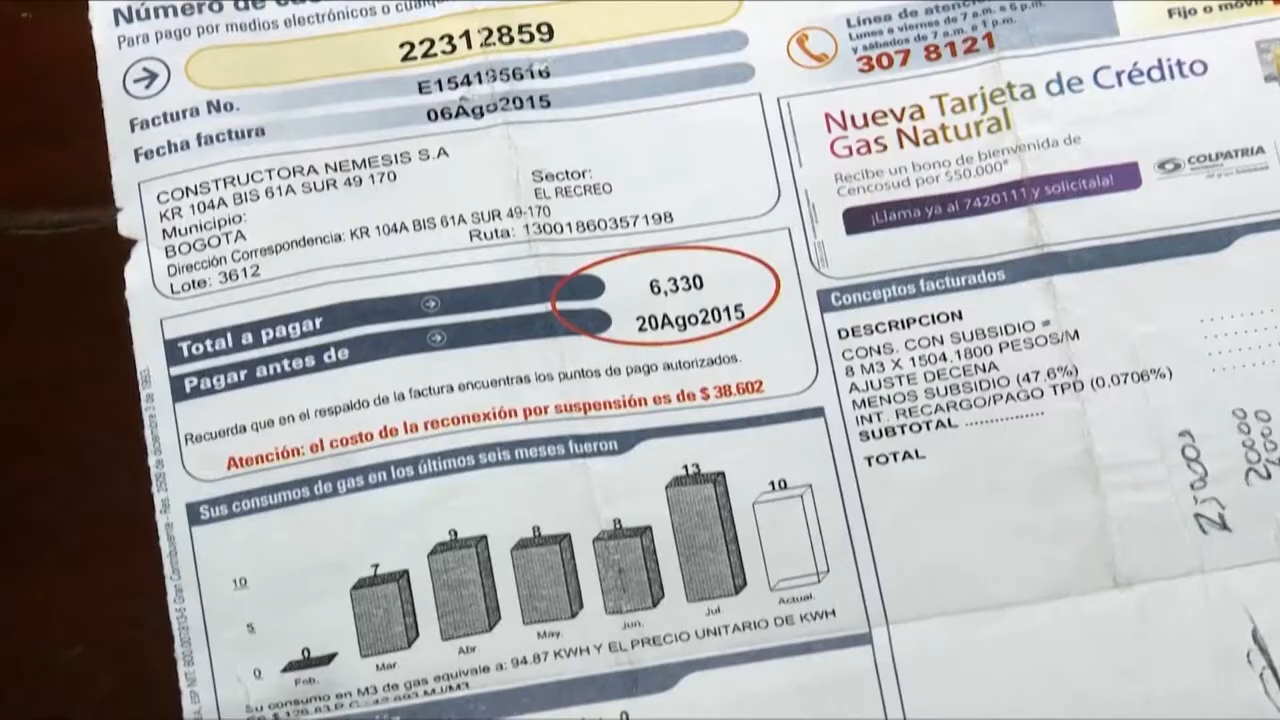 Número de
Para pago por medios electrónicos o
22312859
Factura No. E154195616
Fecha factura 06Ago2015
CONSTRUCTORA NEMESIS S.A
KR 104A BIS 61A SUR 49 170
Municipio:
BOGOTA
Sector:
EL RECREO
Dirección Correspondencia: KR 104A BIS 61A SUR 49-170
Lote: 3612 Ruta: 13001860357198
Total a pagar 6,330
Pagar antes de 20Ago2015
Recuerda que en el respaldo de la factura encuentras los puntos de pago autorizados.
Atención: el costo de la reconexión por suspensión es de $ 38.602
Sus consumos de gas en los últimos seis meses fueron
10
5
0
0 7 9 8 8 13 10
Feb. Mar. Abr. May. Jun. Jul. Actual.
Su consumo en M3 de gas equivale a: 94.87 KWH Y EL PRECIO UNITARIO DE KWH
Línea de
Lunes a viernes de 7 a.m. a 6 p.m.
y sábados de 7 a.m. a 1 p.m.
307 8121
Fijo o móvil
Nueva Tarjeta de Crédito
Gas Natural
Recibe un bono de bienvenida de
Cencosud por $50.000*
¡Llama ya al 7420111 y solicítala!
COLPATRIA
Conceptos facturados
DESCRIPCION
CONS. CON SUBSIDIO =
8 M3 X 1504.1800 PESOS/M
AJUSTE DECENA
MENOS SUBSIDIO (47.6%)
INT. RECARGO/PAGO TPD (0,0706%)
SUBTOTAL ..............
TOTAL